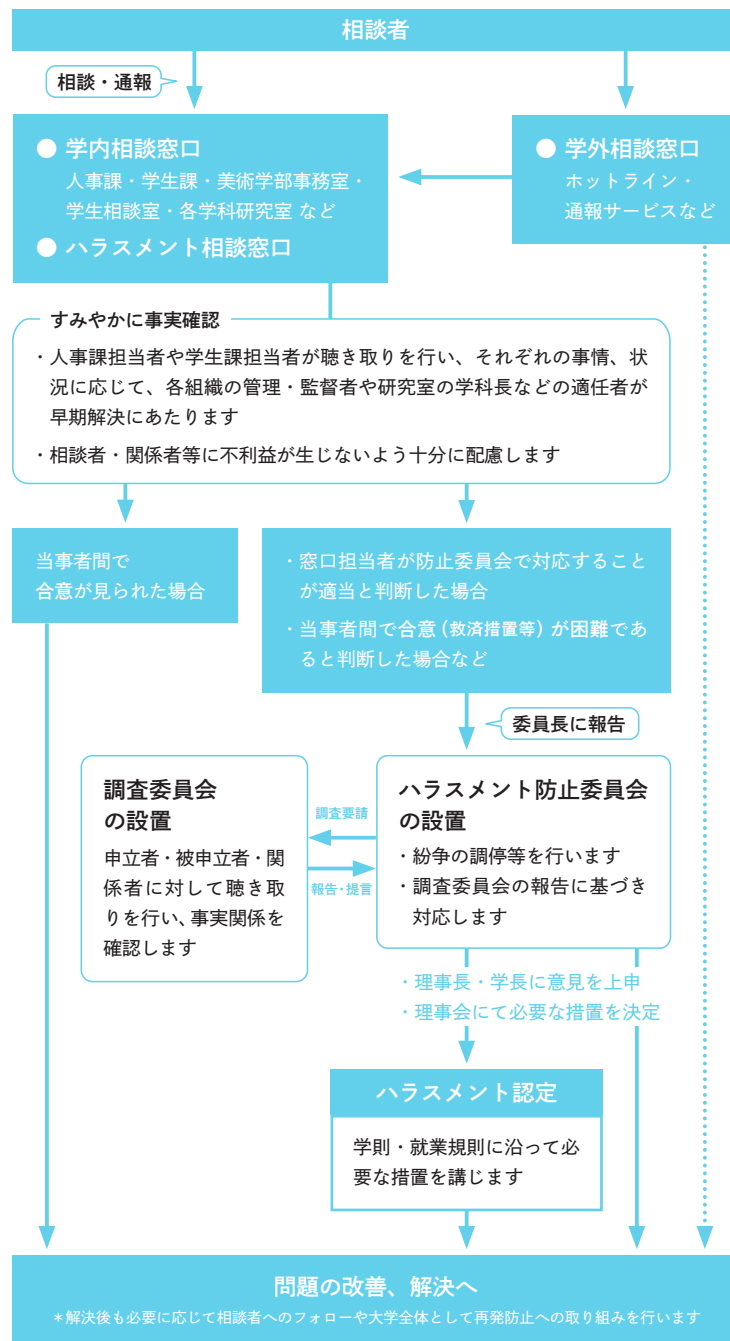 相談者
相談・通報
● 学内相談窓口
人事課・学生課・美術学部事務室・
学生相談室・各学科研究室 など
● ハラスメント相談窓口
● 学外相談窓口
ホットライン・
通報サービスなど
すみやかに事実確認
・人事課担当者や学生課担当者が聴き取りを行い、それぞれの事情、状
況に応じて、各組織の管理・監督者や研究室の学科長などの適任者が
早期解決にあたります
・相談者・関係者等に不利益が生じないよう十分に配慮します
当事者間で
合意が見られた場合
・窓口担当者が防止委員会で対応すること
が適当と判断した場合
・当事者間で合意（救済措置等）が困難であ
ると判断した場合など
委員長に報告
調査委員会
の設置
申立者・被申立者・関
係者に対して聴き取
りを行い、事実関係を
確認します
調査要請
報告・提言
ハラスメント防止委員会
の設置
・紛争の調停等を行います
・調査委員会の報告に基づき
対応します
・理事長・学長に意見を上申
・理事会にて必要な措置を決定
ハラスメント認定
学則・就業規則に沿って必
要な措置を講じます
問題の改善、解決へ
＊解決後も必要に応じて相談者へのフォローや大学全体として再発防止への取り組みを行います